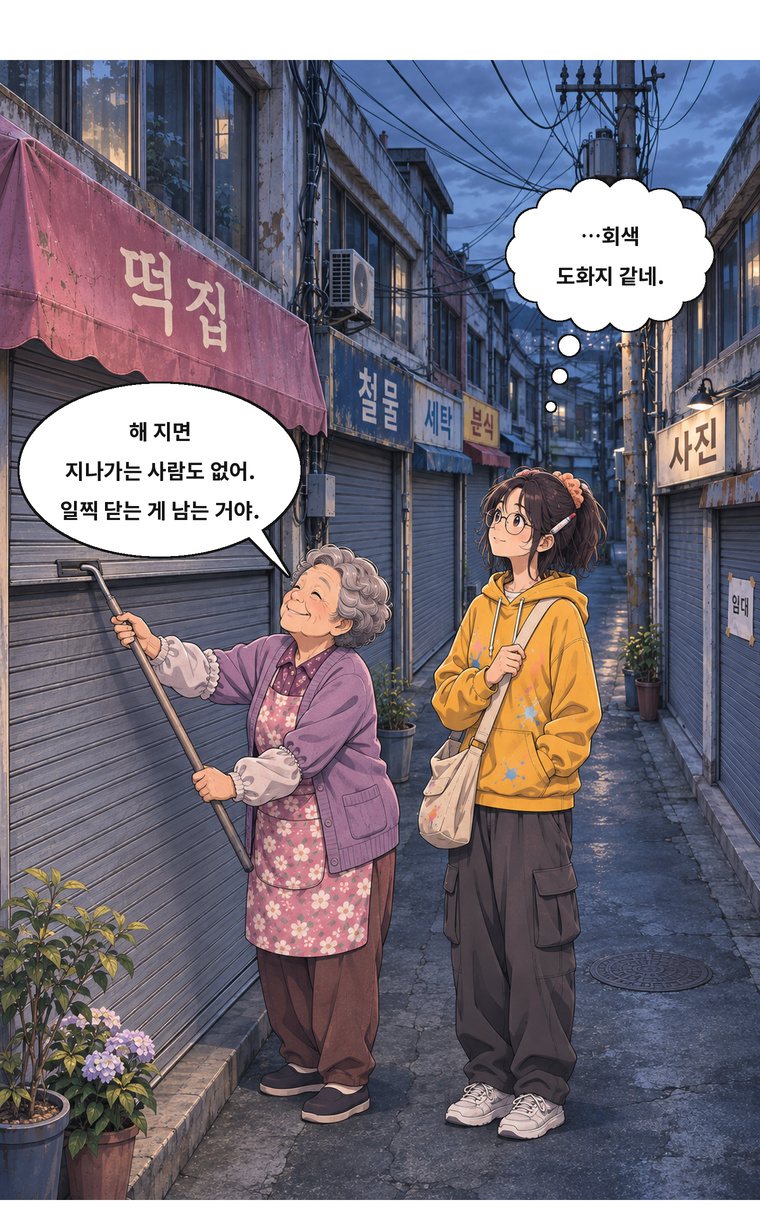 …회색
도화지 같네.
떡집
철물
세탁
분식
사진
해 지면
지나가는 사람도 없어.
일찍 닫는 게 남는 거야.
임대